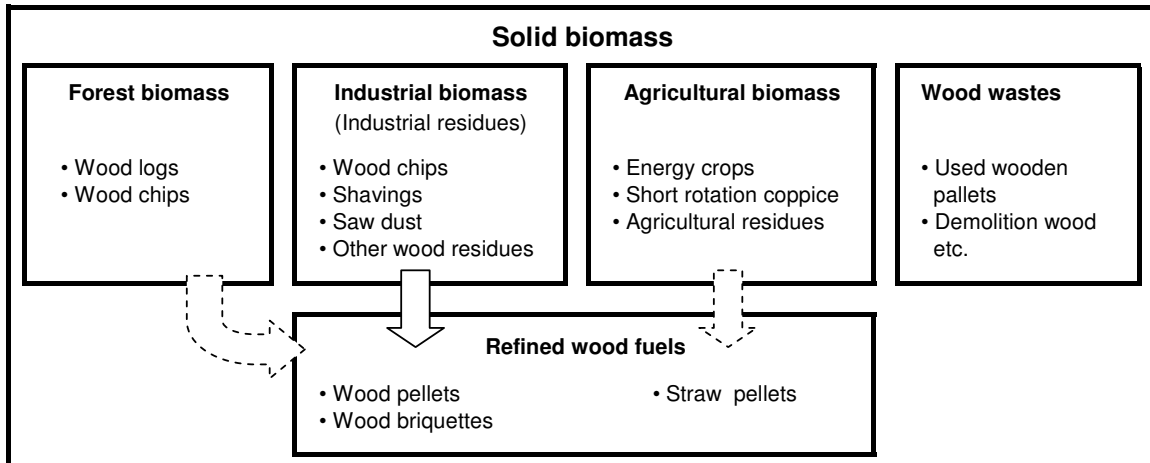 Solid biomass
Forest biomass
• Wood logs
• Wood chips
Industrial biomass
(Industrial residues)
• Wood chips
• Shavings
• Saw dust
• Other wood residues
Agricultural biomass
• Energy crops
• Short rotation coppice
• Agricultural residues
Wood wastes
• Used wooden
pallets
• Demolition wood
etc.
Refined wood fuels
• Wood pellets
• Wood briquettes
• Straw pellets